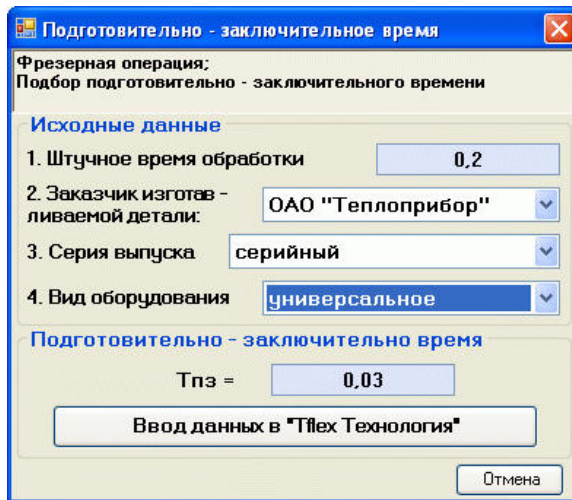 Подготовительно - заключительное время
Фрезерная операция;
Подбор подготовительно - заключительного времени
Исходные данные
1. Штучное время обработки 0,2
2. Заказчик изготав -
ливаемой детали: ОАО "Теплоприбор"
3. Серия выпуска серийный
4. Вид оборудования универсальное
Подготовительно - заключительно время
Тпз = 0,03
Ввод данных в "Tflex Технология"
Отмена